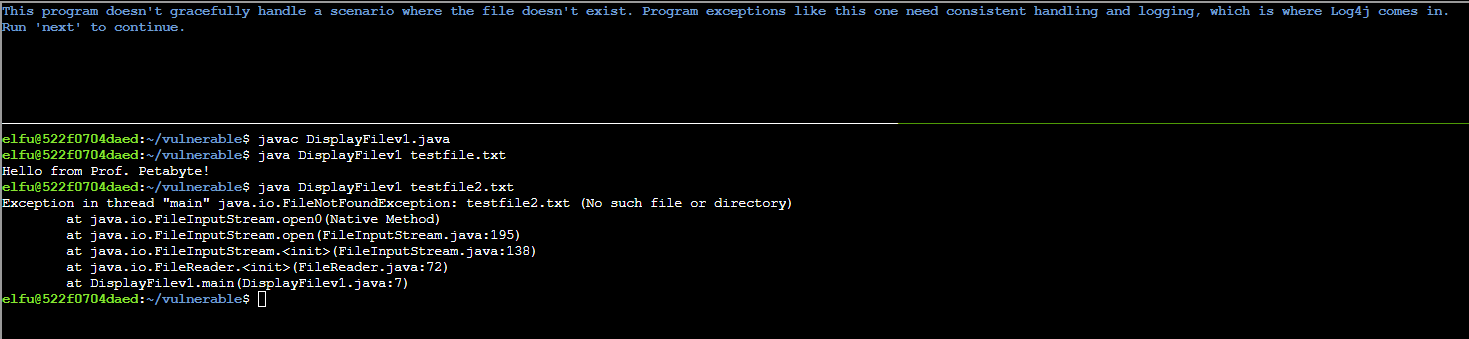 This program doesn't gracefully handle a scenario where the file doesn't exist. Program exceptions like this one need consistent handling and logging, which is where Log4j comes in.
Run 'next' to continue.
elfu@522f0704daed:~/vulnerable$ javac DisplayFilev1.java
elfu@522f0704daed:~/vulnerable$ java DisplayFilev1 testfile.txt
Hello from Prof. Petabyte!
elfu@522f0704daed:~/vulnerable$ java DisplayFilev1 testfile2.txt
Exception in thread "main" java.io.FileNotFoundException: testfile2.txt (No such file or directory)
        at java.io.FileInputStream.open0(Native Method)
        at java.io.FileInputStream.open(FileInputStream.java:195)
        at java.io.FileInputStream.<init>(FileInputStream.java:138)
        at java.io.FileReader.<init>(FileReader.java:72)
        at DisplayFilev1.main(DisplayFilev1.java:7)
elfu@522f0704daed:~/vulnerable$